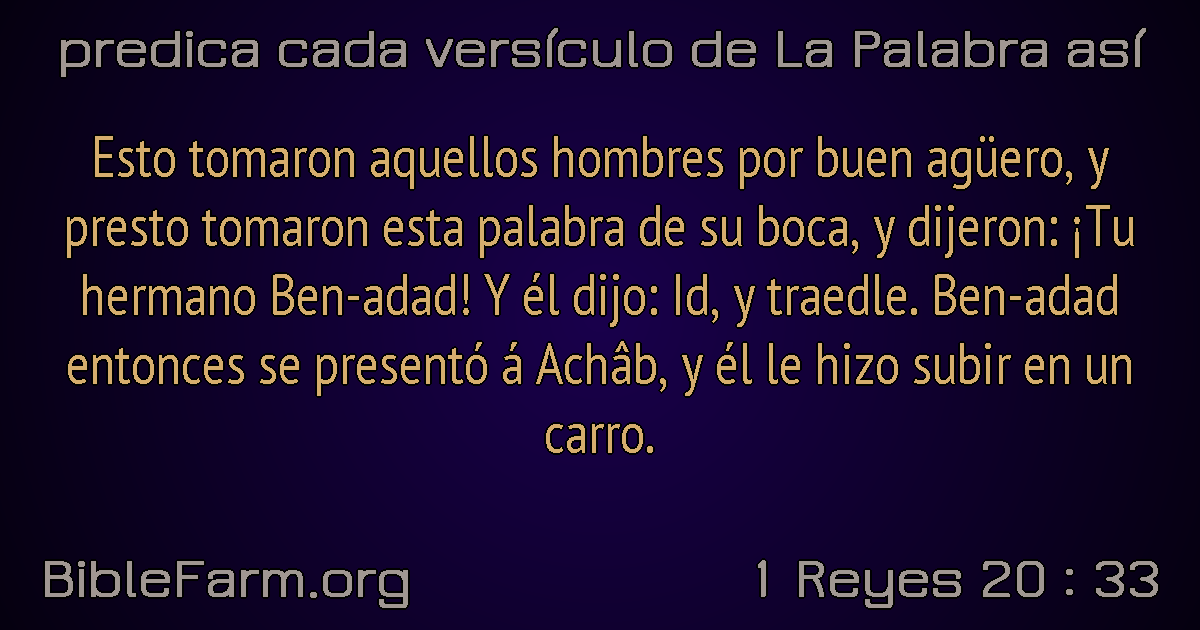 predica cada versículo de La Palabra así
Esto tomaron aquellos hombres por buen agüero, y
presto tomaron esta palabra de su boca, y dijeron: ¡Tu
hermano Ben-adad! Y él dijo: Id, y traedle. Ben-adad
entonces se presentó á Achâb, y él le hizo subir en un
carro.
BibleFarm.org
1 Reyes 20 : 33